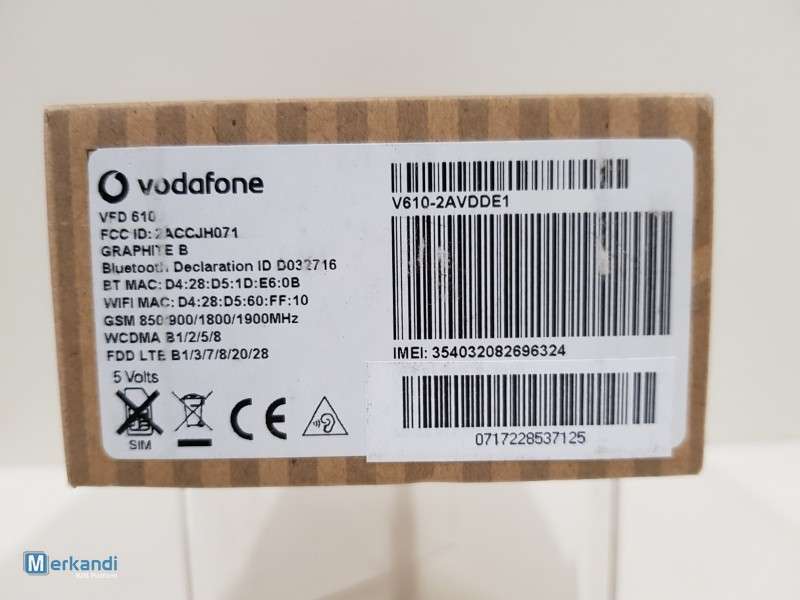 vodafone
VFD 610
FCC ID: 2ACCJH071
GRAPHITE B
Bluetooth Declaration ID D032716
BT MAC: D4:28:D5:1D:E6:0B
WIFI MAC: D4:28:D5:60:FF:10
GSM 850/900/1800/1900MHz
WCDMA B1/2/5/8
FDD LTE B1/3/7/8/20/28
5 Volts
SIM
CE
V610-2AVDDE1
IMEI: 354032082696324
0717228537125
Merkandi
B2B PLATFORM